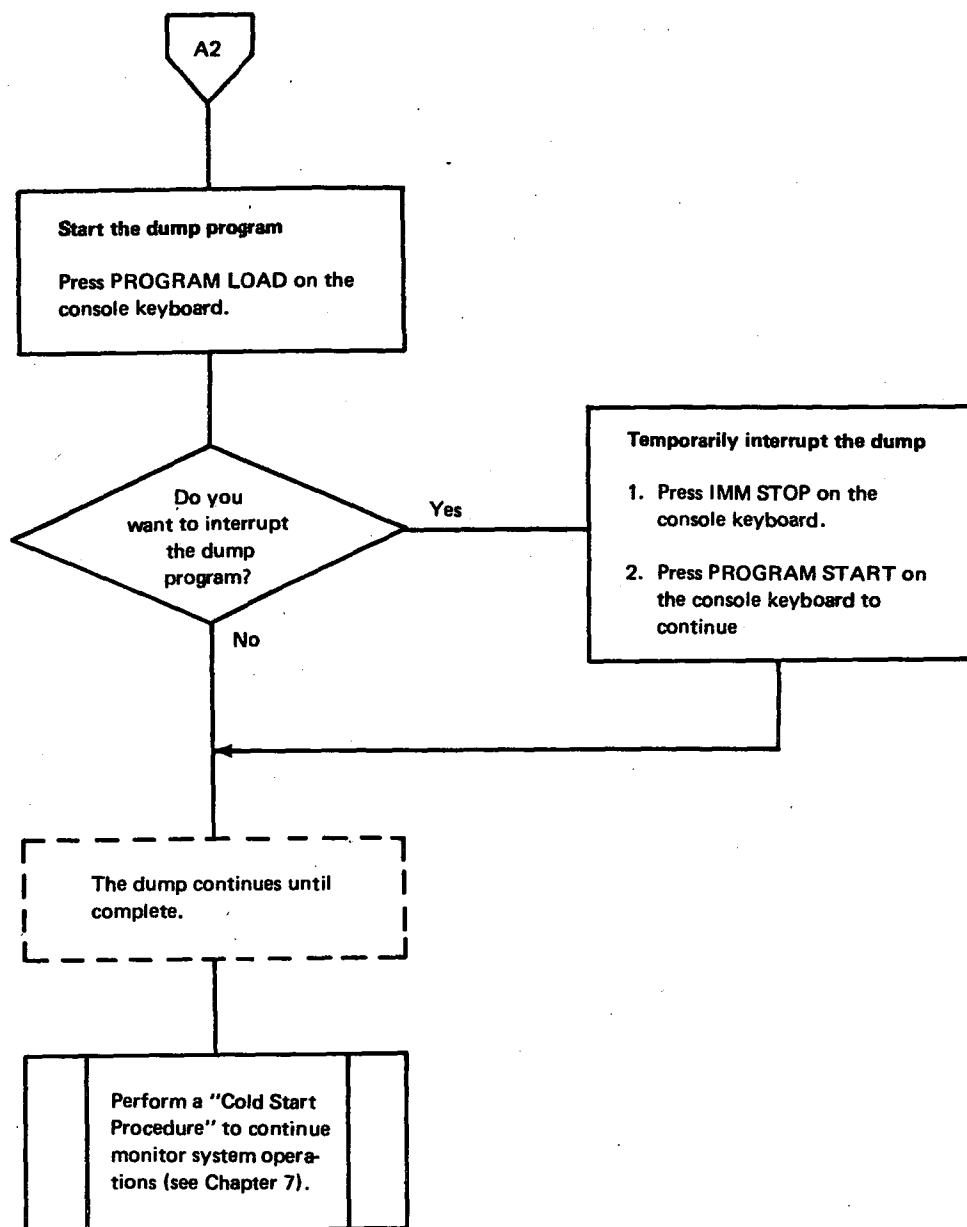 A2
Start the dump program
Press PROGRAM LOAD on the
console keyboard.
Do you
want to interrupt
the dump
program?
Yes
No
Temporarily interrupt the dump
1. Press IMM STOP on the
console keyboard.
2. Press PROGRAM START on
the console keyboard to
continue
The dump continues until
complete.
Perform a "Cold Start
Procedure" to continue
monitor system opera-
tions (see Chapter 7).